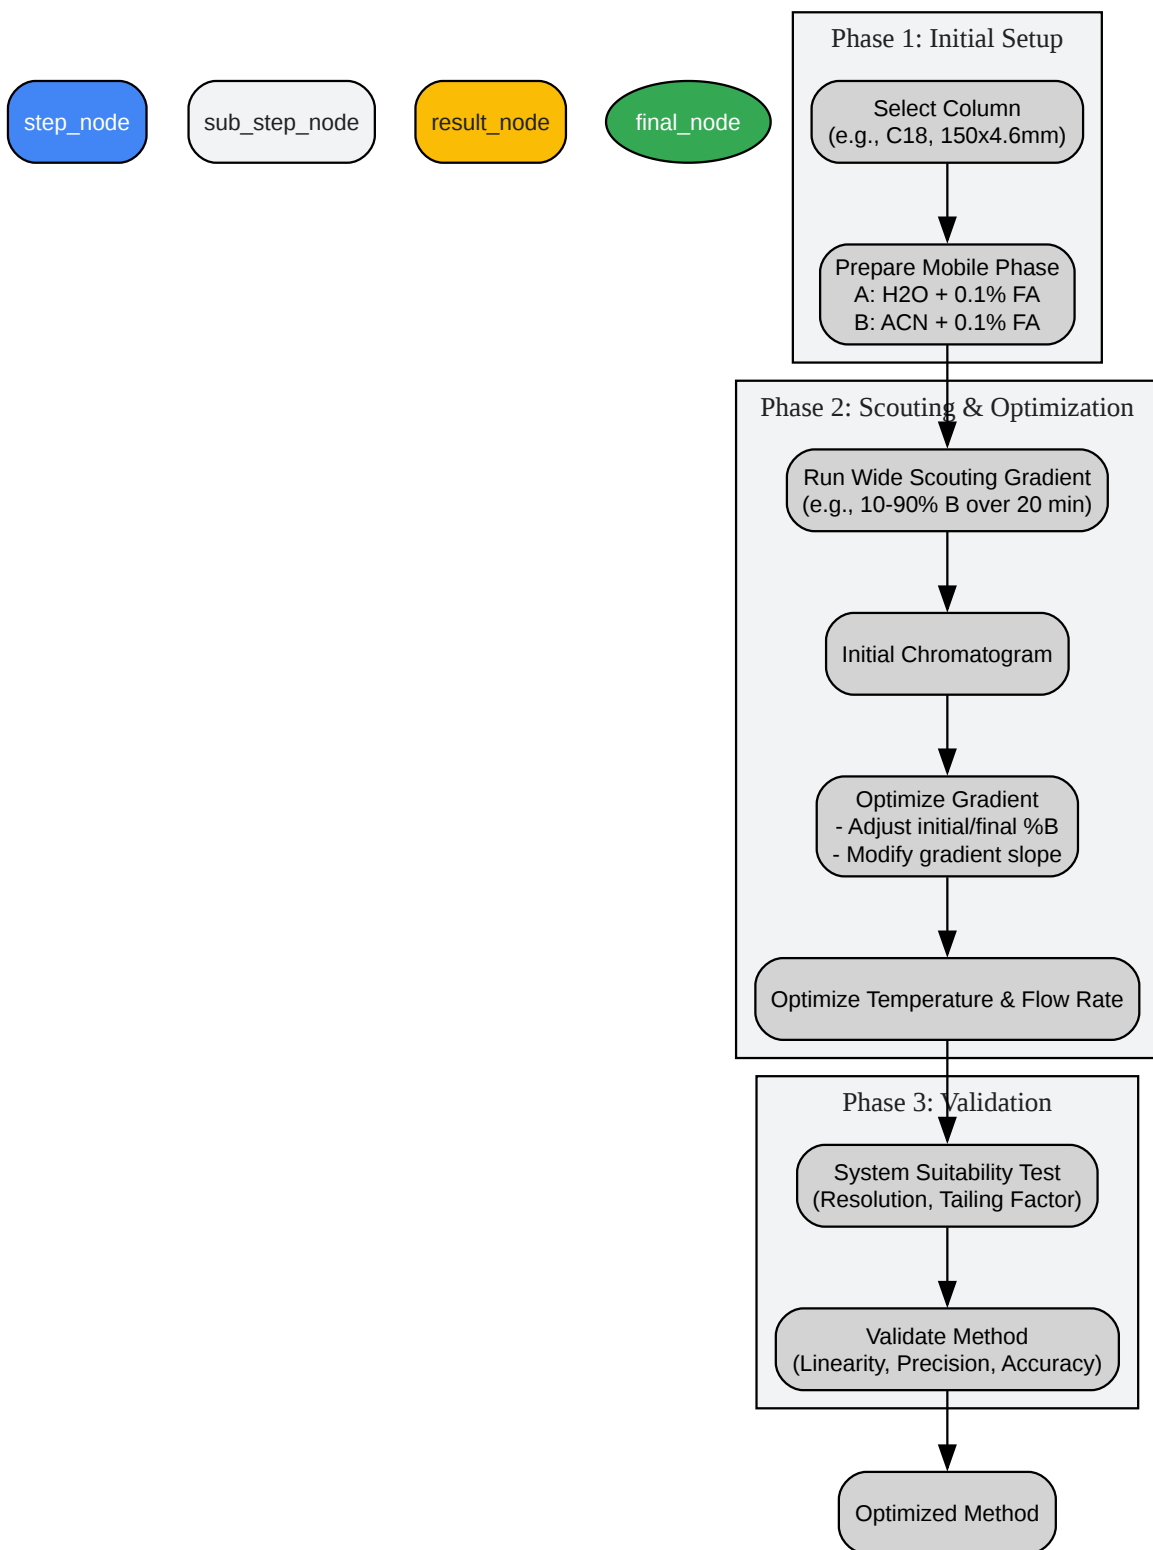 step_node
sub_step_node
result_node
final_node
Phase 1: Initial Setup
Select Column
(e.g., C18, 150x4.6mm)
Prepare Mobile Phase
A: H2O + 0.1% FA
B: ACN + 0.1% FA
Phase 2: Scouting & Optimization
Run Wide Scouting Gradient
(e.g., 10-90% B over 20 min)
Initial Chromatogram
Optimize Gradient
- Adjust initial/final %B
- Modify gradient slope
Optimize Temperature & Flow Rate
Phase 3: Validation
System Suitability Test
(Resolution, Tailing Factor)
Validate Method
(Linearity, Precision, Accuracy)
Optimized Method